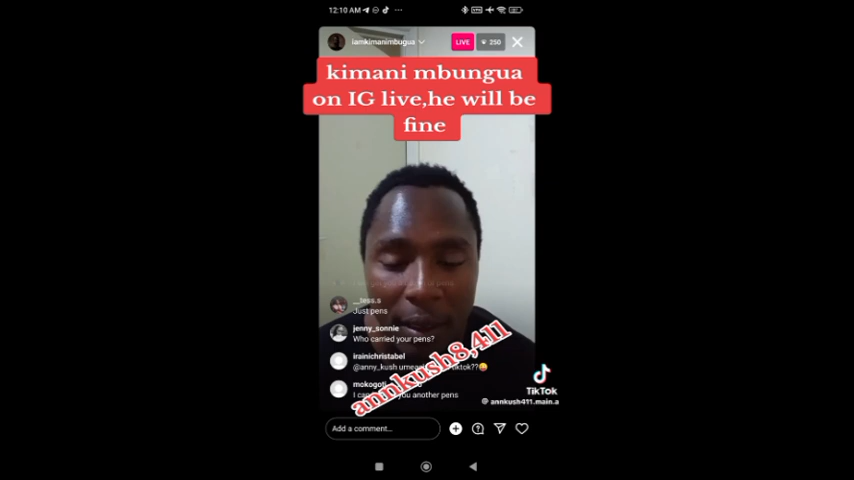 12:10 AM
iamkimanimbugua
LIVE
250
kimani mbungua
on IG live,he will be
fine
__tess.s
Just pens
jenny_sonnie
Who carried your pens?
irainichristabel
@anny_kush
tiktok??😜
I
you another pens
annkush8,411
TikTok
annkush411.main.a
Add a comment...